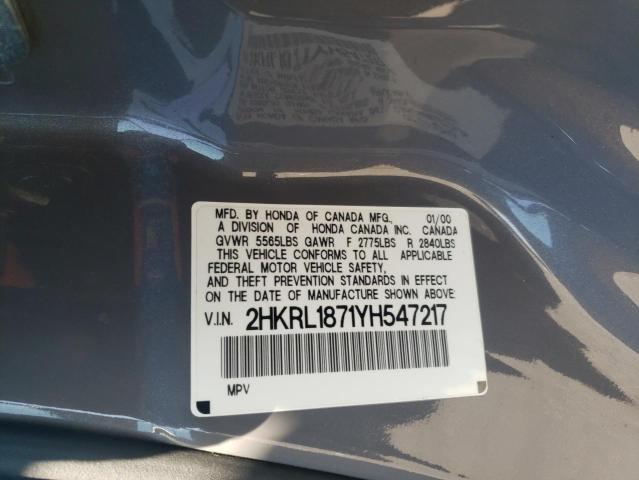 MFD. BY HONDA OF CANADA MFG., 01/00
A DIVISION OF HONDA CANADA INC. CANADA
GVWR 5565LBS GAWR F 2775LBS R 2840LBS
THIS VEHICLE CONFORMS TO ALL APPLICABLE
FEDERAL MOTOR VEHICLE SAFETY,
AND THEFT PREVENTION STANDARDS IN EFFECT
ON THE DATE OF MANUFACTURE SHOWN ABOVE.
V.I.N. 2HKRL1871YH547217
MPV